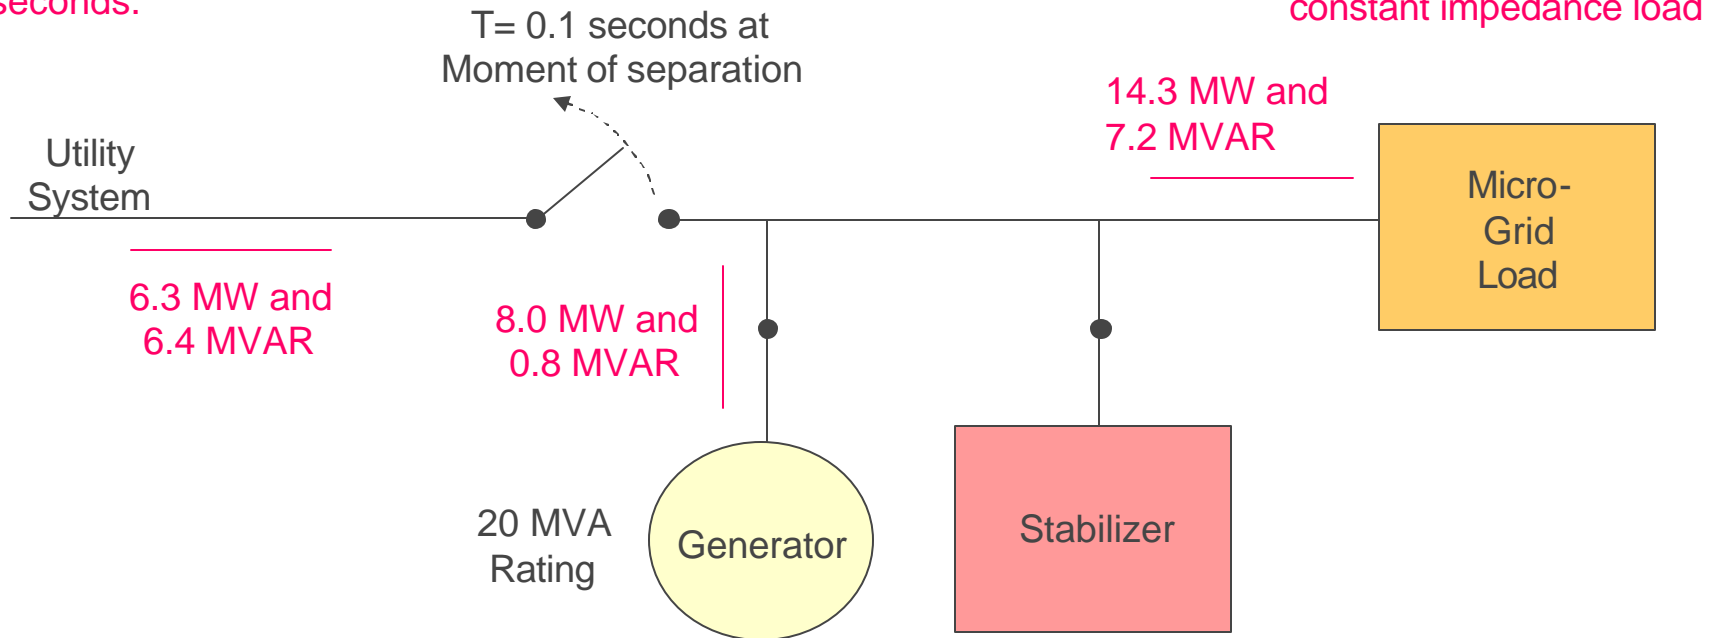 seconds.
constant impedance load
T= 0.1 seconds at
Moment of separation
14.3 MW and
7.2 MVAR
Utility
System
Micro-
Grid
Load
6.3 MW and
6.4 MVAR
8.0 MW and
0.8 MVAR
20 MVA
Rating
Generator
Stabilizer